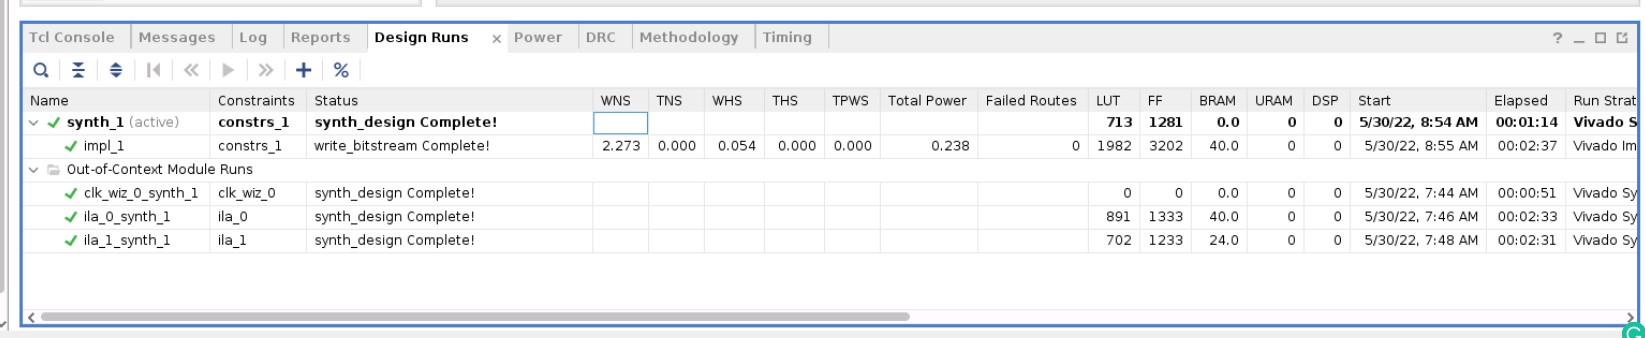 Tcl Console Messages Log Reports Design Runs × Power DRC Methodology Timing ?
%
Name Constraints Status WNS TNS WHS THS TPWS Total Power Failed Routes LUT FF BRAM URAM DSP Start Elapsed Run Strat
synth_1 (active) constrs_1 synth_design Complete! 713 1281 0.0 0 0 5/30/22, 8:54 AM 00:01:14 Vivado S
impl_1 constrs_1 write_bitstream Complete! 2.273 0.000 0.054 0.000 0.000 0.238 0 1982 3202 40.0 0 0 5/30/22, 8:55 AM 00:02:37 Vivado Im
Out-of-Context Module Runs
clk_wiz_0_synth_1 clk_wiz_0 synth_design Complete! 0 0 0.0 0 0 5/30/22, 7:44 AM 00:00:51 Vivado Sy
ila_0_synth_1 ila_0 synth_design Complete! 891 1333 40.0 0 0 5/30/22, 7:46 AM 00:02:33 Vivado Sy
ila_1_synth_1 ila_1 synth_design Complete! 702 1233 24.0 0 0 5/30/22, 7:48 AM 00:02:31 Vivado Sy